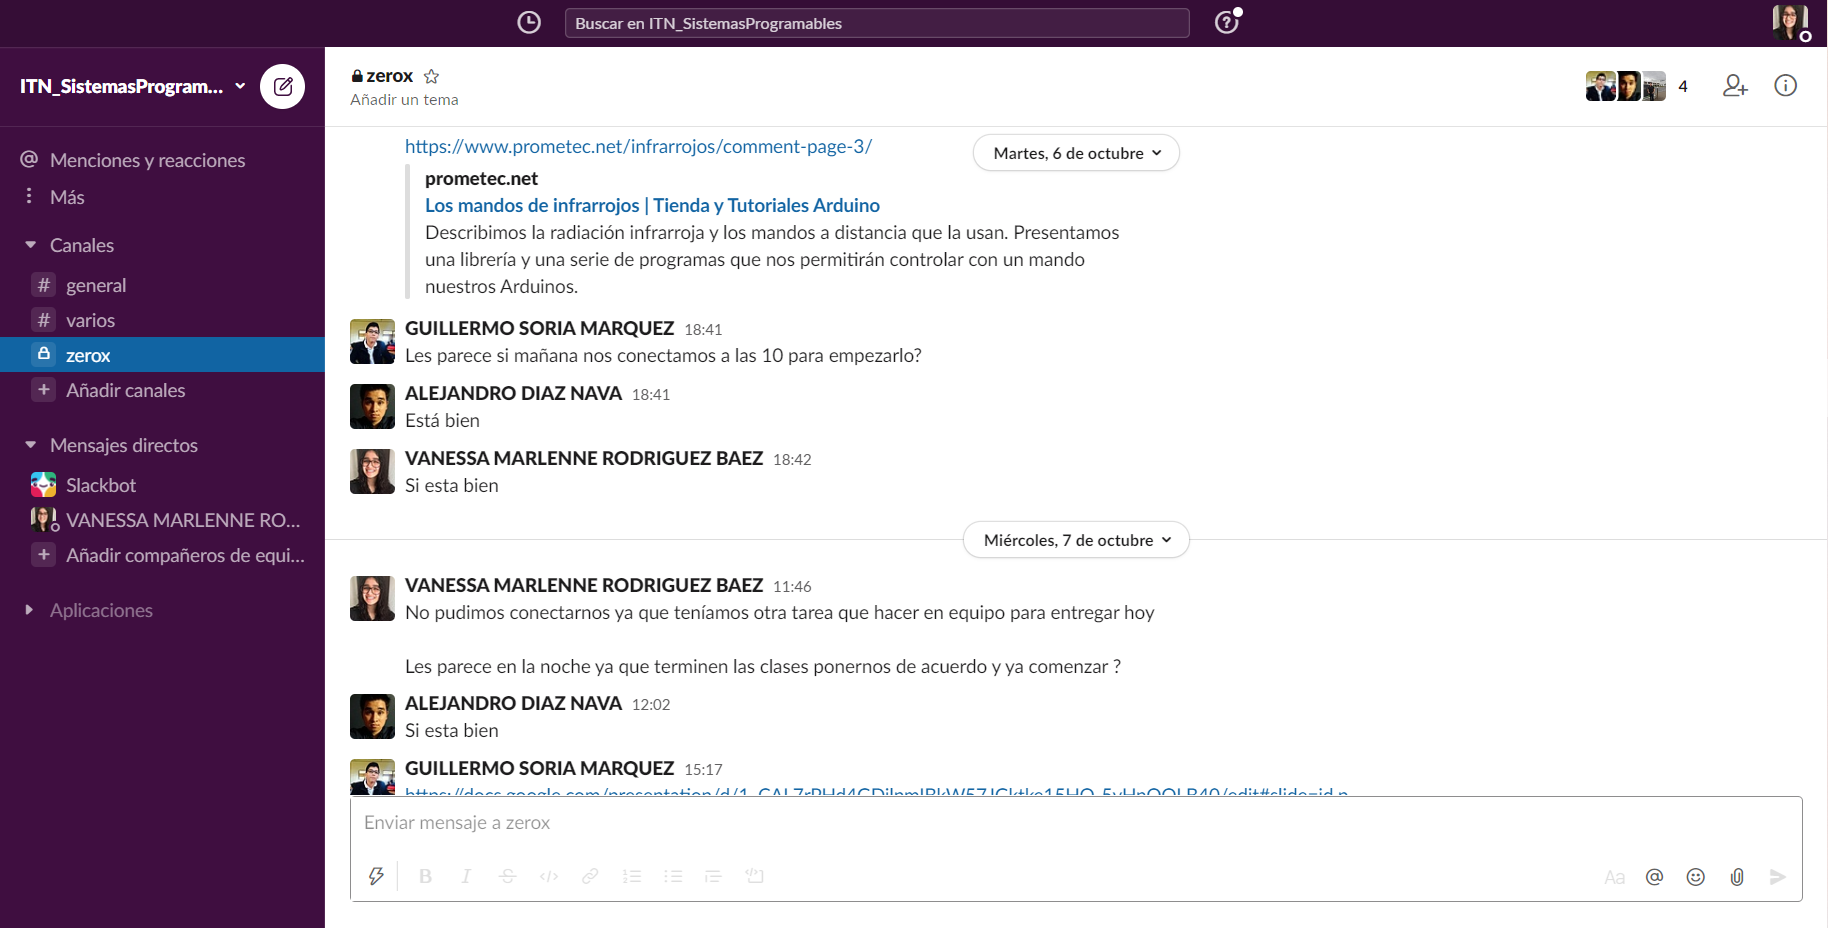 Buscar en ITN_SistemasProgramables
ITN_SistemasProgram...
Menciones y reacciones
Más
Canales
# general
# varios
zerox
+ Añadir canales
Mensajes directos
Slackbot
VANESSA MARLENNE RO...
+ Añadir compañeros de equi...
Aplicaciones
zerox
Añadir un tema
4
https://www.prometec.net/infrarrojos/comment-page-3/
Martes, 6 de octubre
prometec.net
Los mandos de infrarrojos | Tienda y Tutoriales Arduino
Describimos la radiación infrarroja y los mandos a distancia que la usan. Presentamos
una librería y una serie de programas que nos permitirán controlar con un mando
nuestros Arduinos.
GUILLERMO SORIA MARQUEZ 18:41
Les parece si mañana nos conectamos a las 10 para empezarlo?
ALEJANDRO DIAZ NAVA 18:41
Está bien
VANESSA MARLENNE RODRIGUEZ BAEZ 18:42
Si esta bien
Miércoles, 7 de octubre
VANESSA MARLENNE RODRIGUEZ BAEZ 11:46
No pudimos conectarnos ya que teníamos otra tarea que hacer en equipo para entregar hoy
Les parece en la noche ya que terminen las clases ponernos de acuerdo y ya comenzar ?
ALEJANDRO DIAZ NAVA 12:02
Si esta bien
GUILLERMO SORIA MARQUEZ 15:17
Enviar mensaje a zerox
B I S </>
Aa @